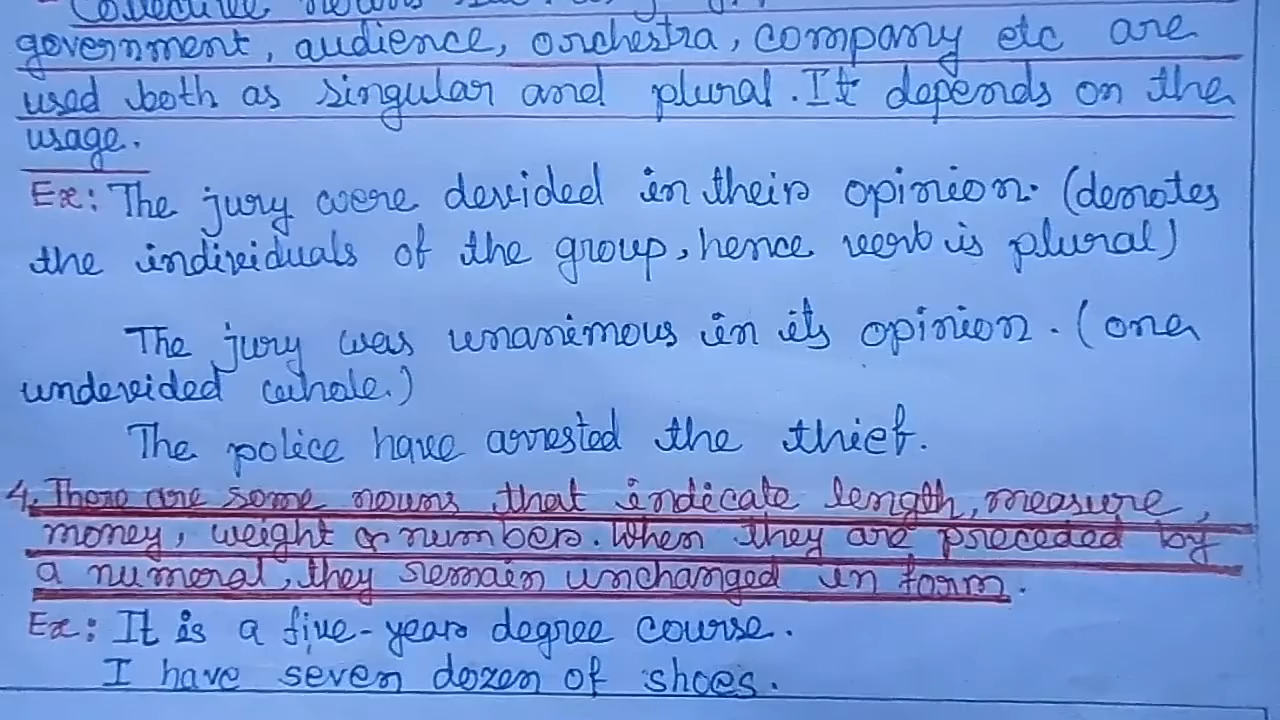 Collective nouns
government, audience, orchestra, company etc are
used both as singular and plural. It depends on the
usage.
Ex: The jury were devided in their opinion. (denotes
the individuals of the group, hence verb is plural)
The jury was unanimous in its opinion. (one
undevided whole.)
The police have arrested the thief.
4. There are some nouns that indicate length, measure,
money, weight or number. When they are preceded by
a numeral, they remain unchanged in form.
Ex: It is a five-year degree course.
I have seven dozen of shoes.